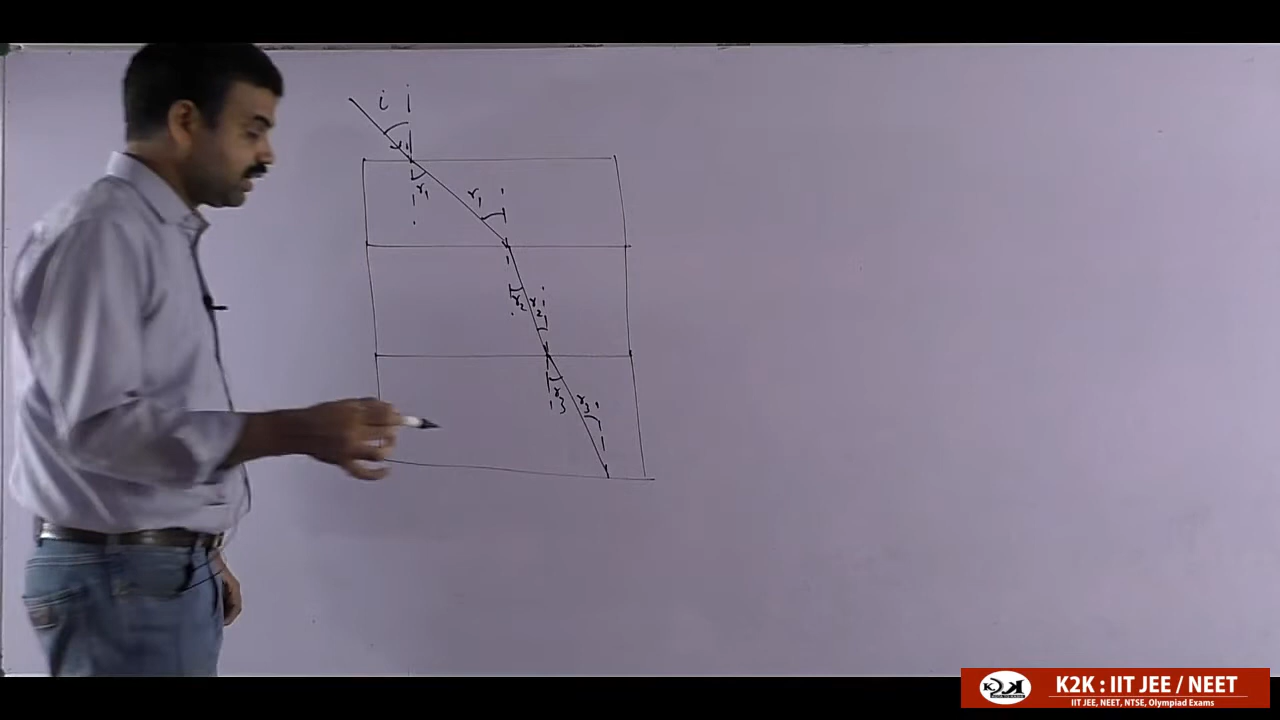 i
r₁
r₁
r₂
r₂
r₃
r₃
K2K : IIT JEE / NEET
IIT JEE, NEET, NTSE, Olympiad Exams